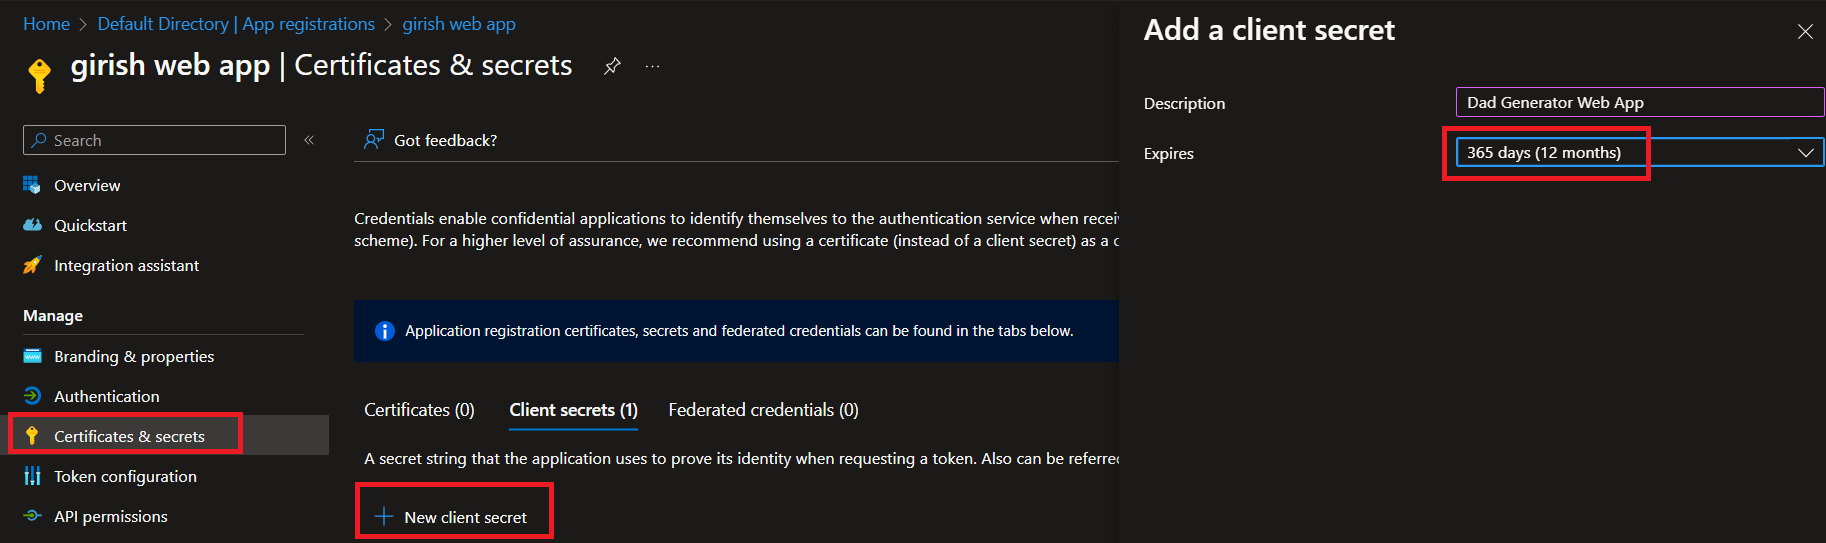 Home > Default Directory | App registrations > girish web app
girish web app | Certificates & secrets
Search
Overview
Quickstart
Integration assistant
Manage
Branding & properties
Authentication
Certificates & secrets
Token configuration
API permissions
Got feedback?
Credentials enable confidential applications to identify themselves to the authentication service when
scheme). For a higher level of assurance, we recommend using a certificate (instead of a client secret) as a
Application registration certificates, secrets and federated credentials can be found in the tabs below.
Certificates (0) Client secrets (1) Federated credentials (0)
A secret string that the application uses to prove its identity when requesting a token. Also can be
New client secret
Add a client secret
Description Dad Generator Web App
Expires 365 days (12 months)